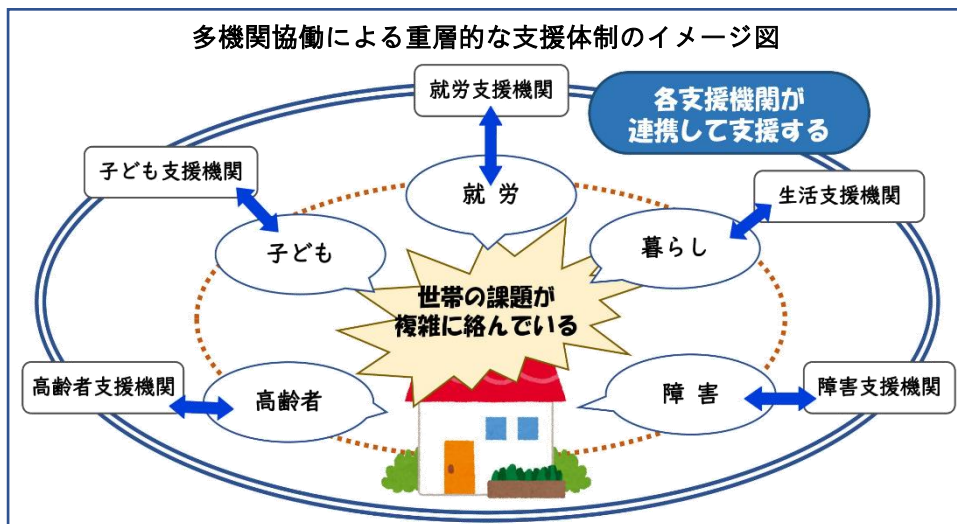 多機関協働による重層的な支援体制のイメージ図
就労支援機関
各支援機関が
連携して支援する
子ども支援機関
生活支援機関
就 労
子ども
暮らし
世帯の課題が
複雑に絡んでいる
高齢者支援機関
高齢者
障 害
障害支援機関